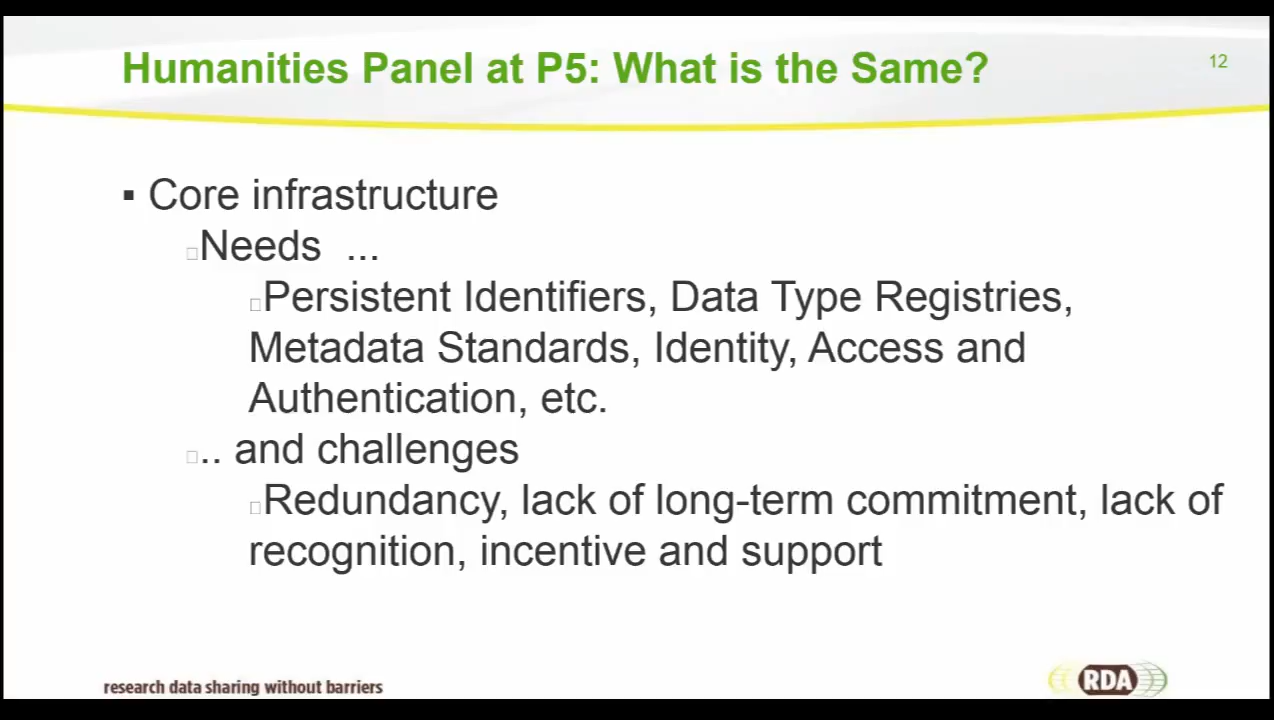 Humanities Panel at P5: What is the Same?
12
▪ Core infrastructure
□Needs ...
□Persistent Identifiers, Data Type Registries,
Metadata Standards, Identity, Access and
Authentication, etc.
□.. and challenges
□Redundancy, lack of long-term commitment, lack of
recognition, incentive and support
research data sharing without barriers
RDA